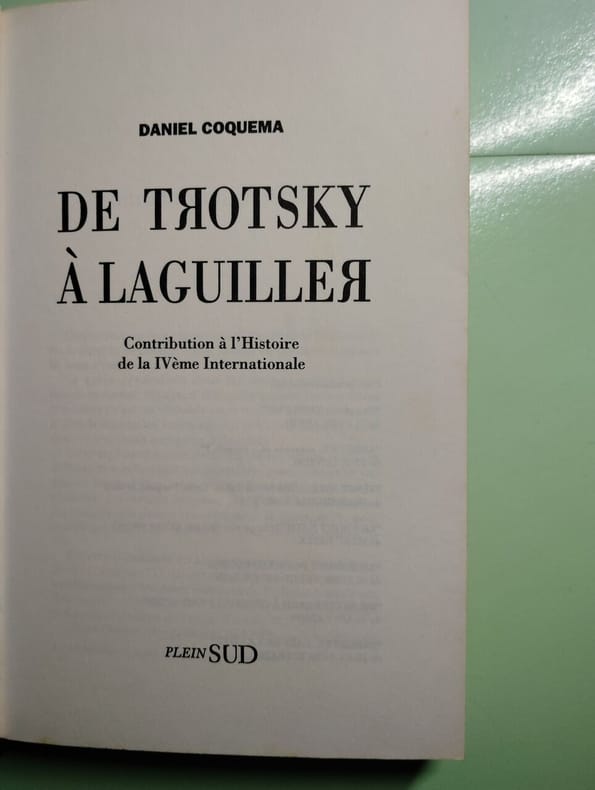 DANIEL COQUEMA
DE TЯOTSKY
À LAGUILLEЯ
Contribution à l'Histoire
de la IVème Internationale
PLEIN SUD